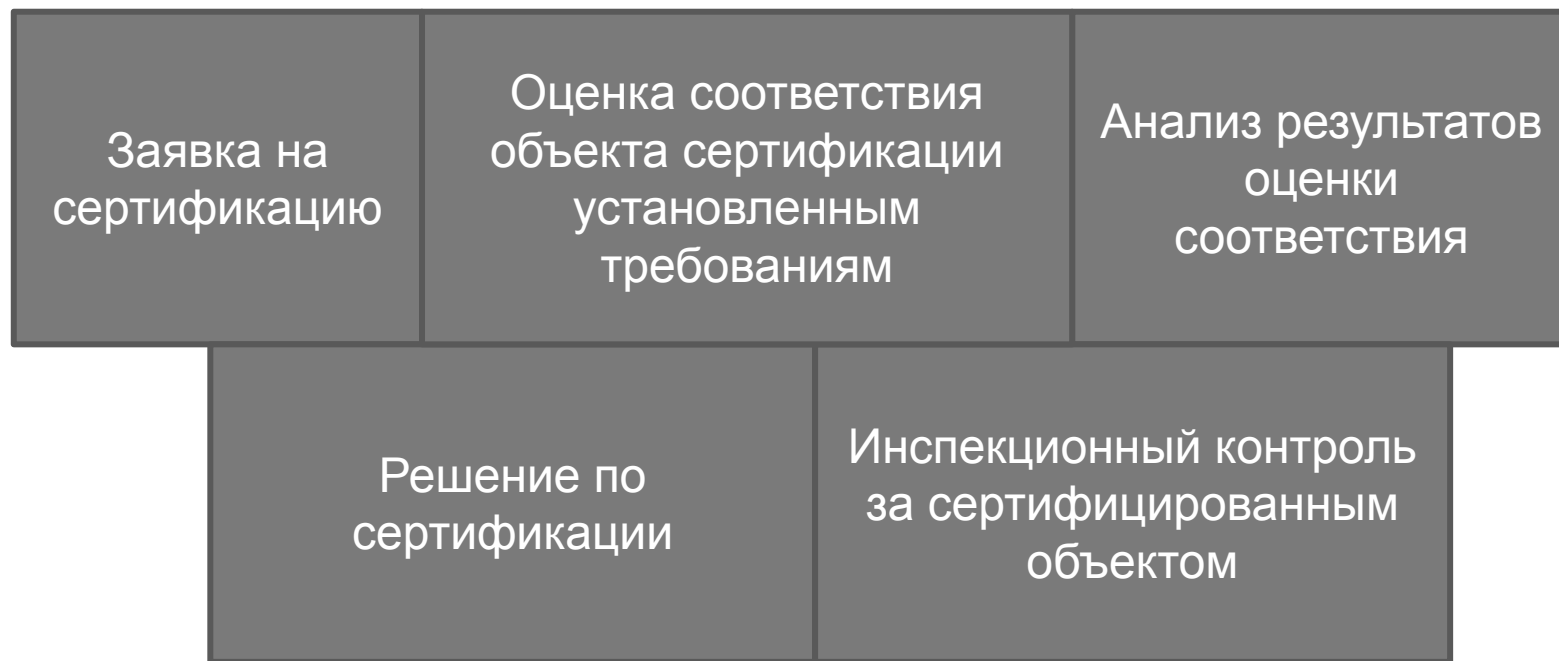 Заявка на
сертификацию
Оценка соответствия
объекта сертификации
установленным
требованиям
Анализ результатов
оценки
соответствия
Решение по
сертификации
Инспекционный контроль
за сертифицированным
объектом